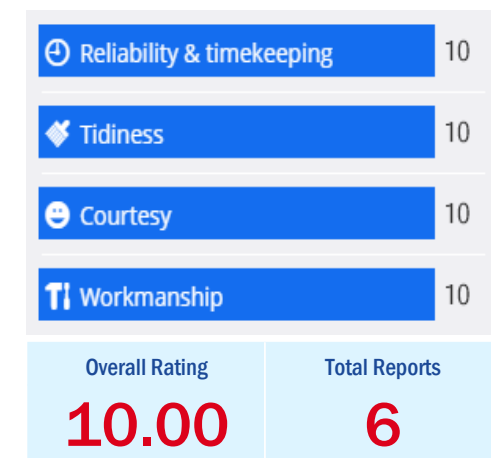 Reliability & timekeeping 10
Tidiness 10
Courtesy 10
Workmanship 10
Overall Rating Total Reports
10.00 6